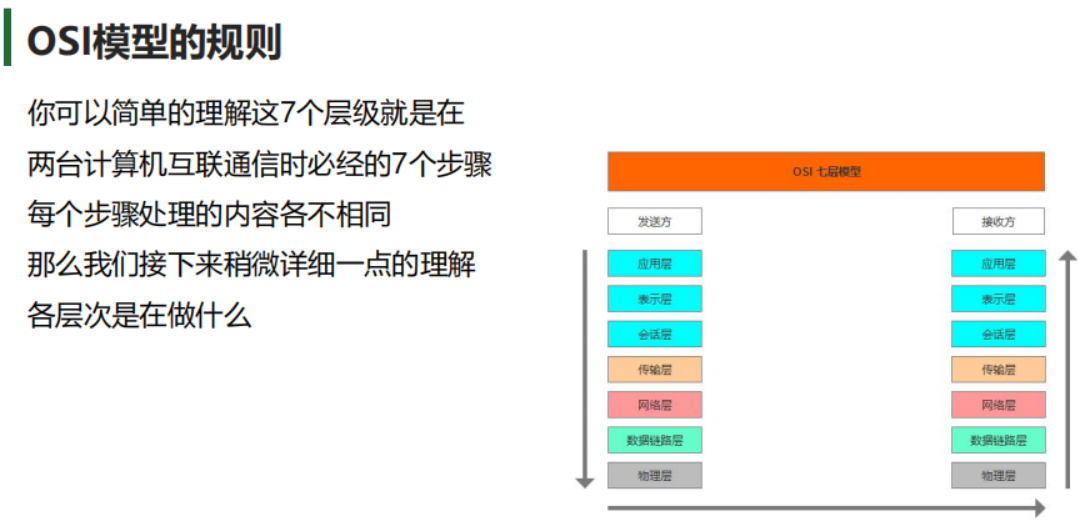 OSI模型的规则
你可以简单的理解这7个层级就是在
两台计算机互联通信时必经的7个步骤
每个步骤处理的内容各不相同
那么我们接下来稍微详细一点的理解
各层次是在做什么
OSI 七层模型
发送方
接收方
应用层
应用层
表示层
表示层
会话层
会话层
传输层
传输层
网络层
网络层
数据链路层
数据链路层
物理层
物理层